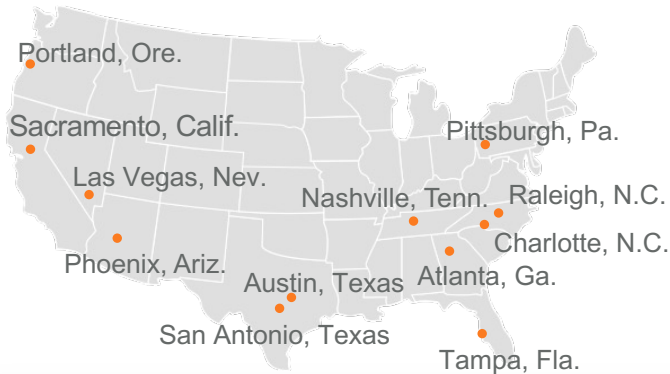 Portland, Ore.
Sacramento, Calif.
Pittsburgh, Pa.
Las Vegas, Nev.
Nashville, Tenn.
Raleigh, N.C.
Charlotte, N.C.
Phoenix, Ariz.
Austin, Texas
Atlanta, Ga.
San Antonio, Texas
Tampa, Fla.